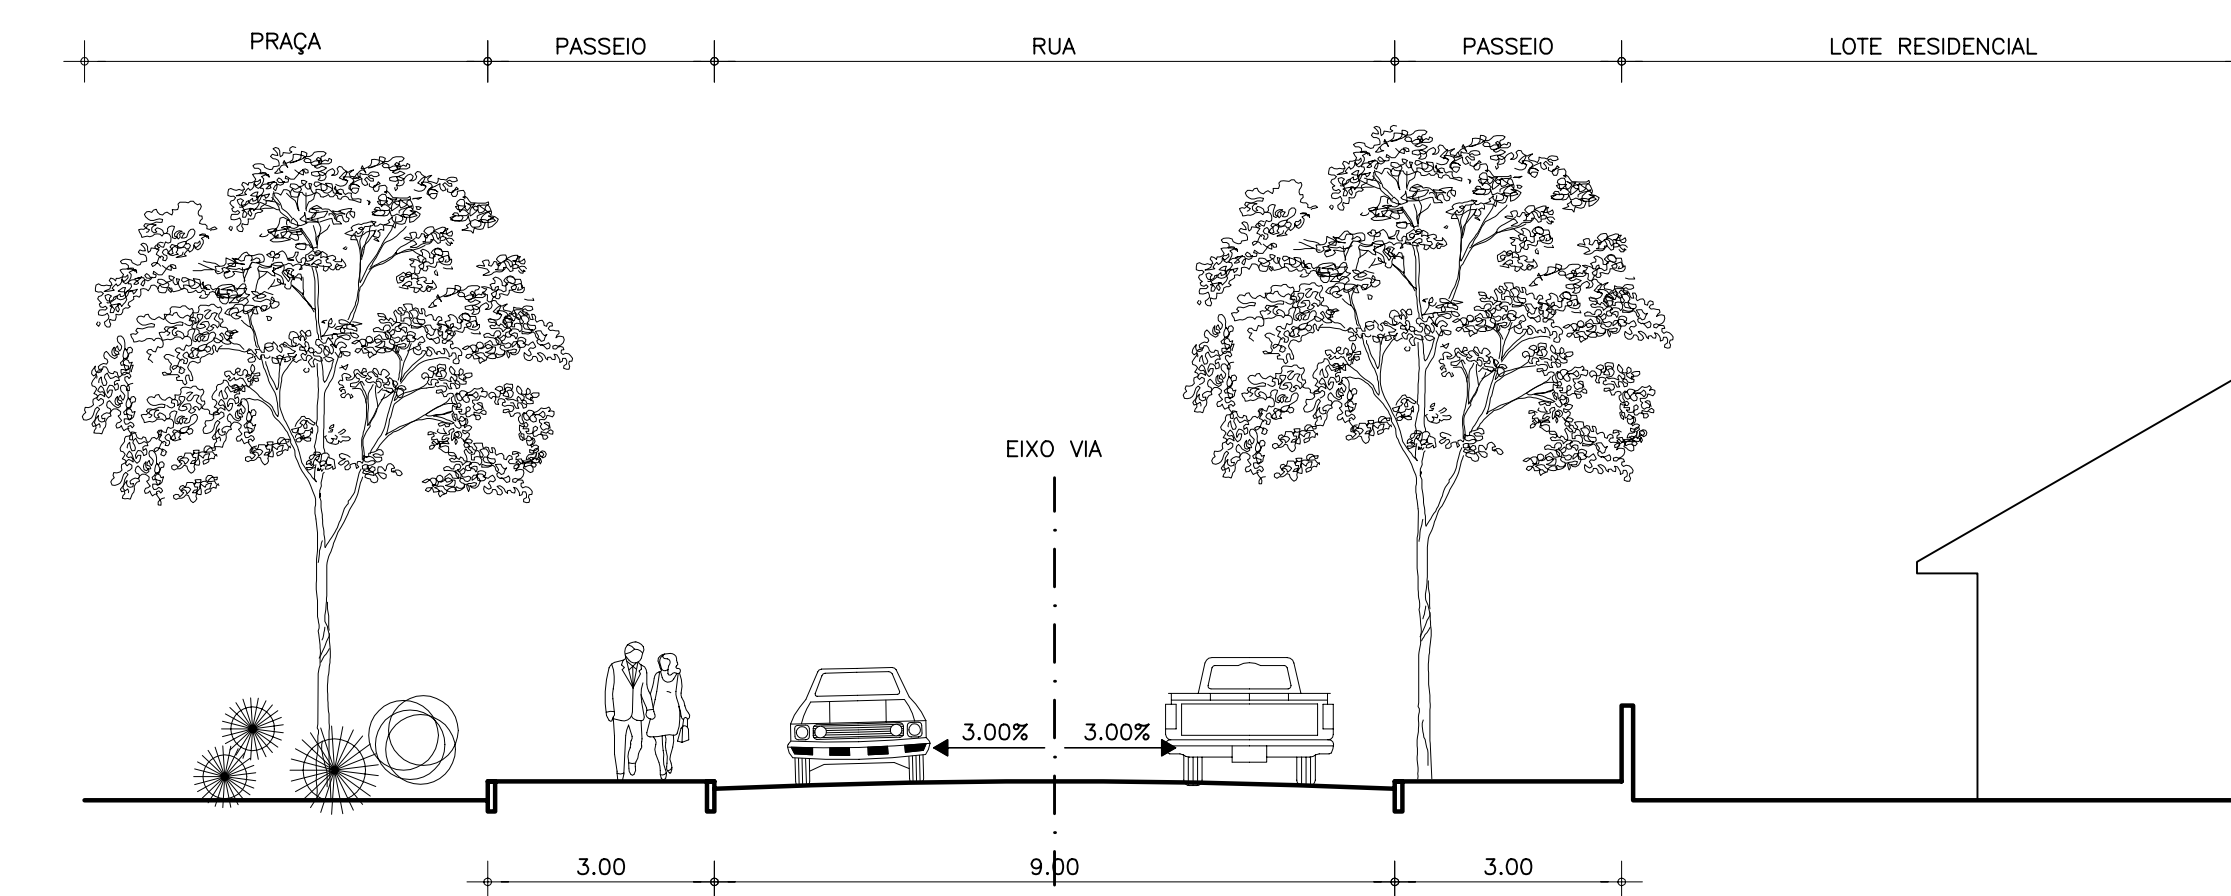 PRAÇA
PASSEIO
RUA
PASSEIO
LOTE RESIDENCIAL
EIXO VIA
3.00%
3.00%
3.00
9.00
3.00